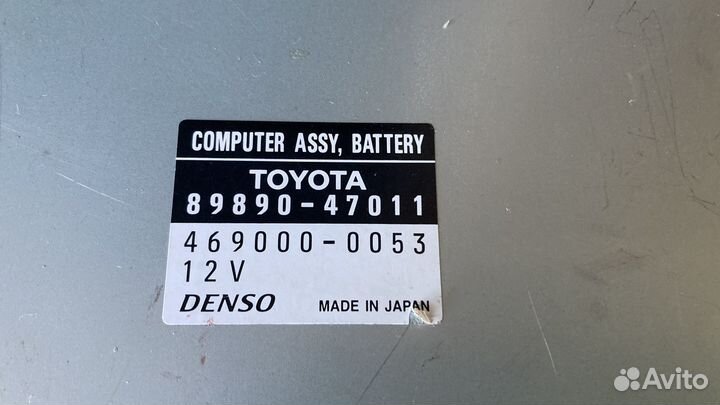 COMPUTER ASSY, BATTERY
TOYOTA
89890-47011
469000-0053
12V
DENSO MADE IN JAPAN
Avito